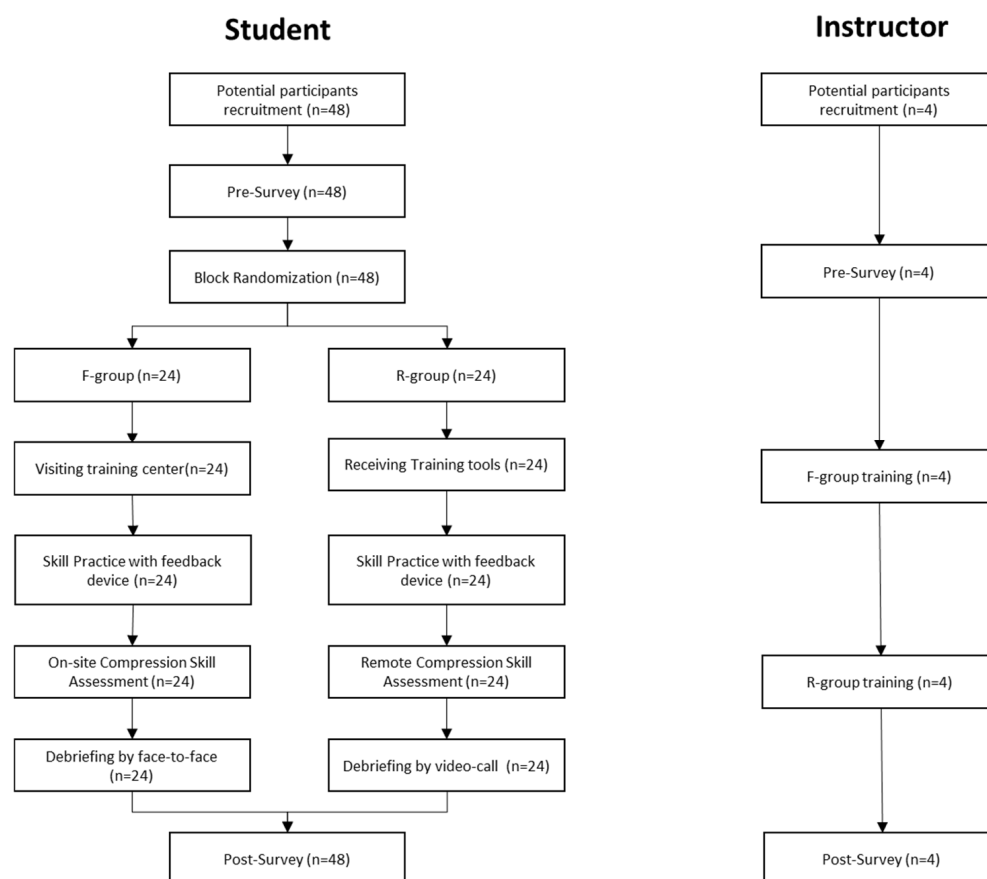 Student
Potential participants
recruitment (n=48)
Pre-Survey (n=48)
Block Randomization (n=48)
F-group (n=24)
R-group (n=24)
Visiting training center(n=24)
Receiving Training tools (n=24)
Skill Practice with feedback
device (n=24)
Skill Practice with feedback
device (n=24)
On-site Compression Skill
Assessment (n=24)
Remote Compression Skill
Assessment (n=24)
Debriefing by face-to-face
(n=24)
Debriefing by video-call (n=24)
Post-Survey (n=48)
Instructor
Potential participants
recruitment (n=4)
Pre-Survey (n=4)
F-group training (n=4)
R-group training (n=4)
Post-Survey (n=4)